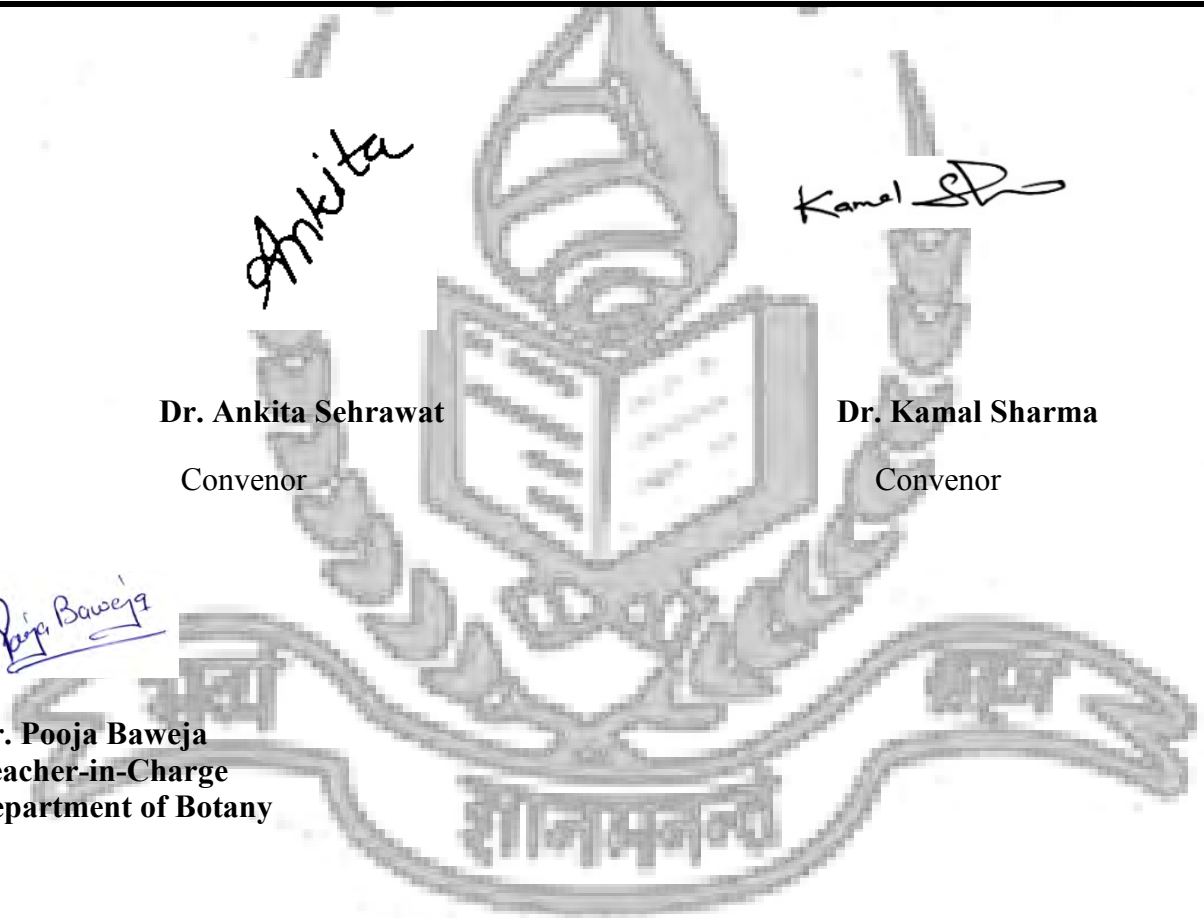 Ankita
Kamal
Dr. Ankita Sehrawat
Dr. Kamal Sharma
Convenor
Convenor
Pooja Baweja
r. Pooja Baweja
eacher-in-Charge
epartment of Botany